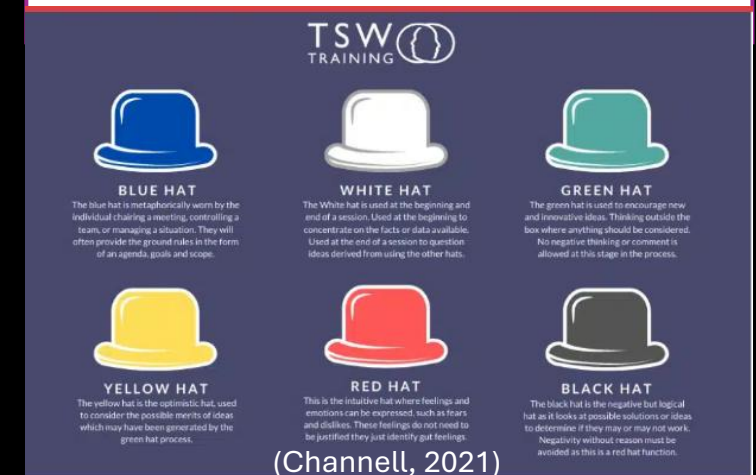 TSW
TRAINING
BLUE HAT
The blue hat is metaphorically worn by the
individual chairing a meeting, controlling a
team, or managing a situation. They will
often provide the ground rules in the form
of an agenda, goals and scope.
WHITE HAT
The White hat is used at the beginning and
end of a session. Used at the beginning to
concentrate on the facts or data available.
Used at the end of a session to question
ideas derived from using the other hats.
GREEN HAT
The green hat is used to encourage new
and innovative ideas. Thinking outside the
box where anything should be considered.
No negative thinking or comment is
allowed at this stage in the process.
YELLOW HAT
The yellow hat is the optimistic hat, used
to consider the possible merits of ideas
which may have been generated by the
green hat process.
RED HAT
This is the intuitive hat where feelings and
emotions can be expressed, such as fears
and dislikes. These feelings do not need to
be justified they just identify gut feelings.
BLACK HAT
The black hat is the negative but logical
hat as it looks at possible solutions or ideas
to determine if they may or may not work.
Negativity without reason must be
avoided as this is a red hat function.
(Channell, 2021)